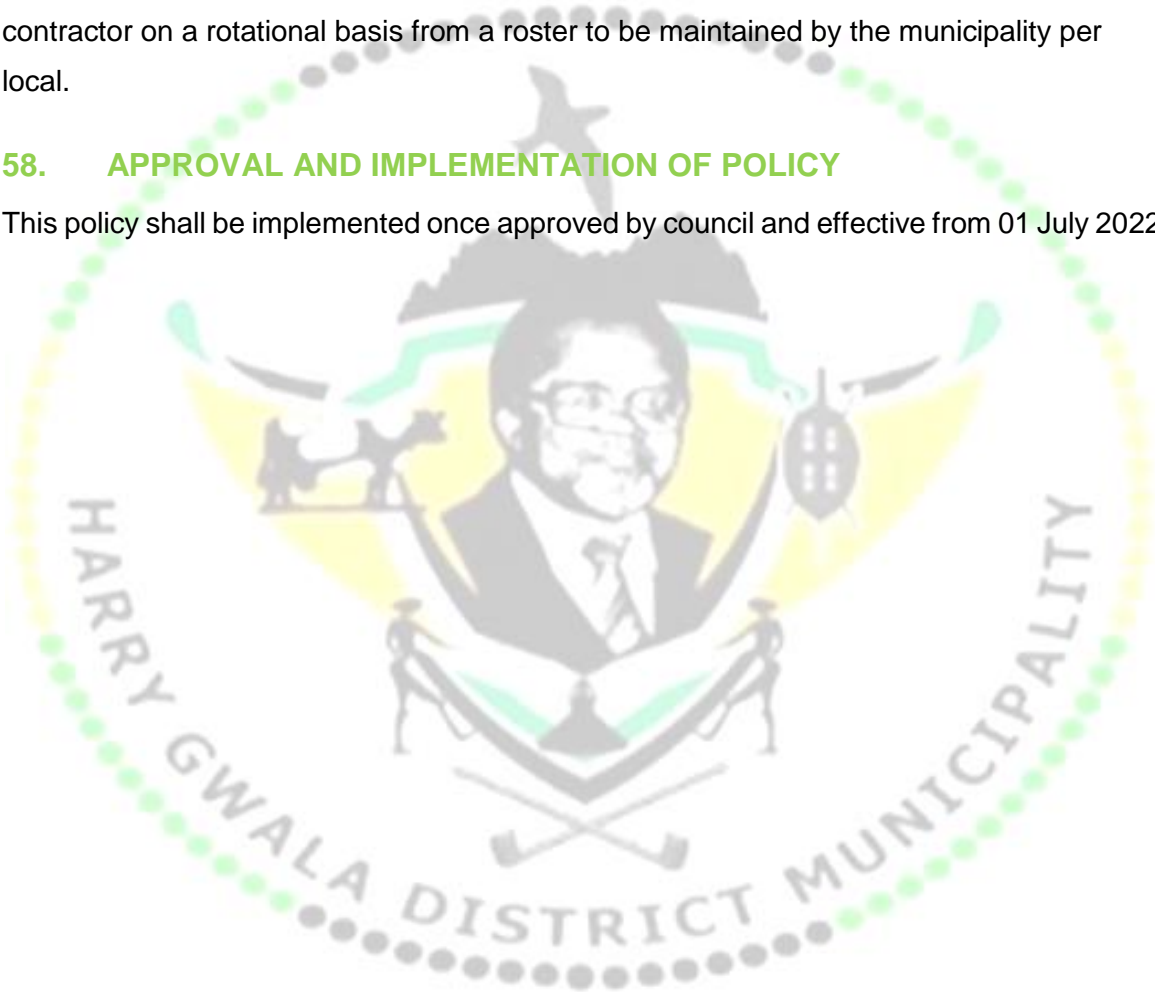 contractor on a rotational basis from a roster to be maintained by the municipality per
local.
58. APPROVAL AND IMPLEMENTATION OF POLICY
This policy shall be implemented once approved by council and effective from 01 July 2022
HARRY GWALA DISTRICT MUNICIPALITY